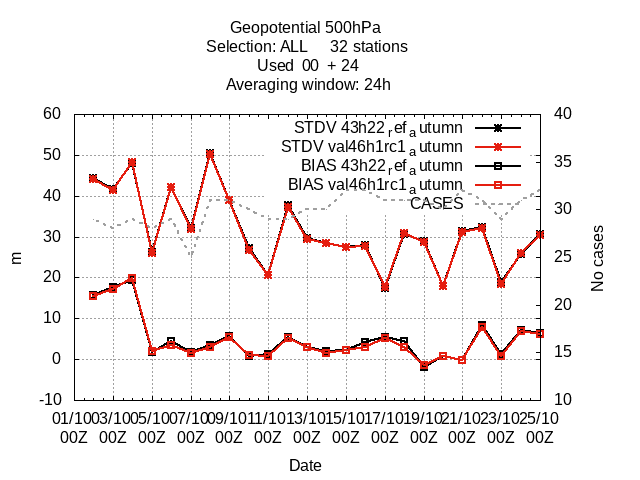 Geopotential 500hPa
Selection: ALL 32 stations
Used 00 + 24
Averaging window: 24h
60
50
40
30
20
10
0
-10
m
40
35
30
25
20
15
10
No cases
STDV 43h22_ref_autumn
STDV val46h1rc1_autumn
BIAS 43h22_ref_autumn
BIAS val46h1rc1_autumn
CASES
01/10 03/10 05/10 07/10 09/10 11/10 13/10 15/10 17/10 19/10 21/10 23/10 25/10
00Z 00Z 00Z 00Z 00Z 00Z 00Z 00Z 00Z 00Z 00Z 00Z 00Z
Date